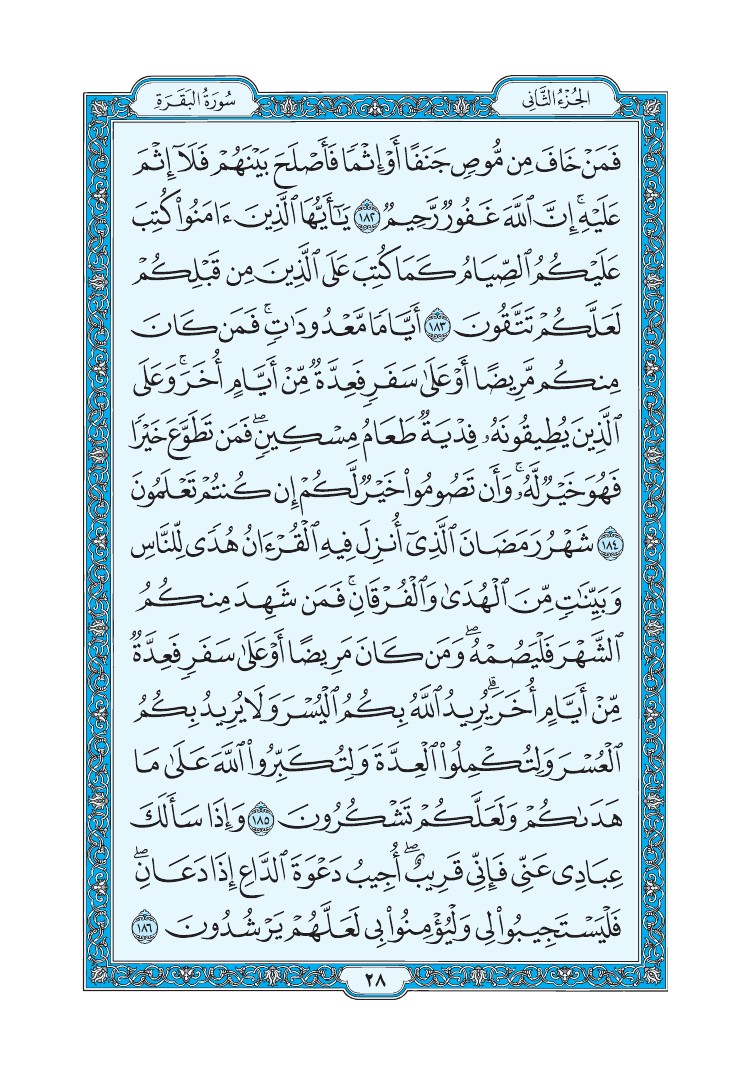 الجُزْءُ الثَّانِى
سُورَةُ البَقَرَةِ
فَمَنْ خَافَ مِن مُّوصٍ جَنَفًا أَوْ إِثْمًا فَأَصْلَحَ بَيْنَهُمْ فَلَآ إِثْمَ
عَلَيْهِۚ إِنَّ ٱللَّهَ غَفُورٌ رَّحِيمٌ ١٨٢ يَٰٓأَيُّهَا ٱلَّذِينَ ءَامَنُوا۟ كُتِبَ
عَلَيْكُمُ ٱلصِّيَامُ كَمَا كُتِبَ عَلَى ٱلَّذِينَ مِن قَبْلِكُمْ
لَعَلَّكُمْ تَتَّقُونَ ١٨٣ أَيَّامًا مَّعْدُودَٰتٍۚ فَمَن كَانَ
مِنكُم مَّرِيضًا أَوْ عَلَىٰ سَفَرٍ فَعِدَّةٌ مِّنْ أَيَّامٍ أُخَرَۚ وَعَلَى
ٱلَّذِينَ يُطِيقُونَهُۥ فِدْيَةٌ طَعَامُ مِسْكِينٍۖ فَمَن تَطَوَّعَ خَيْرًا
فَهُوَ خَيْرٌ لَّهُۥۚ وَأَن تَصُومُوا۟ خَيْرٌ لَّكُمْ إِن كُنتُمْ تَعْلَمُونَ
١٨٤ شَهْرُ رَمَضَانَ ٱلَّذِىٓ أُنزِلَ فِيهِ ٱلْقُرْءَانُ هُدًى لِّلنَّاسِ
وَبَيِّنَٰتٍ مِّنَ ٱلْهُدَىٰ وَٱلْفُرْقَانِۚ فَمَن شَهِدَ مِنكُمُ
ٱلشَّهْرَ فَلْيَصُمْهُۖ وَمَن كَانَ مَرِيضًا أَوْ عَلَىٰ سَفَرٍ فَعِدَّةٌ
مِّنْ أَيَّامٍ أُخَرَۗ يُرِيدُ ٱللَّهُ بِكُمُ ٱلْيُسْرَ وَلَا يُرِيدُ بِكُمُ
ٱلْعُسْرَ وَلِتُكْمِلُوا۟ ٱلْعِدَّةَ وَلِتُكَبِّرُوا۟ ٱللَّهَ عَلَىٰ مَا
هَدَىٰكُمْ وَلَعَلَّكُمْ تَشْكُرُونَ ١٨٥ وَإِذَا سَأَلَكَ
عِبَادِى عَنِّى فَإِنِّى قَرِيبٌۖ أُجِيبُ دَعْوَةَ ٱلدَّاعِ إِذَا دَعَانِۖ
فَلْيَسْتَجِيبُوا۟ لِى وَلْيُؤْمِنُوا۟ بِى لَعَلَّهُمْ يَرْشُدُونَ ١٨٦
٢٨